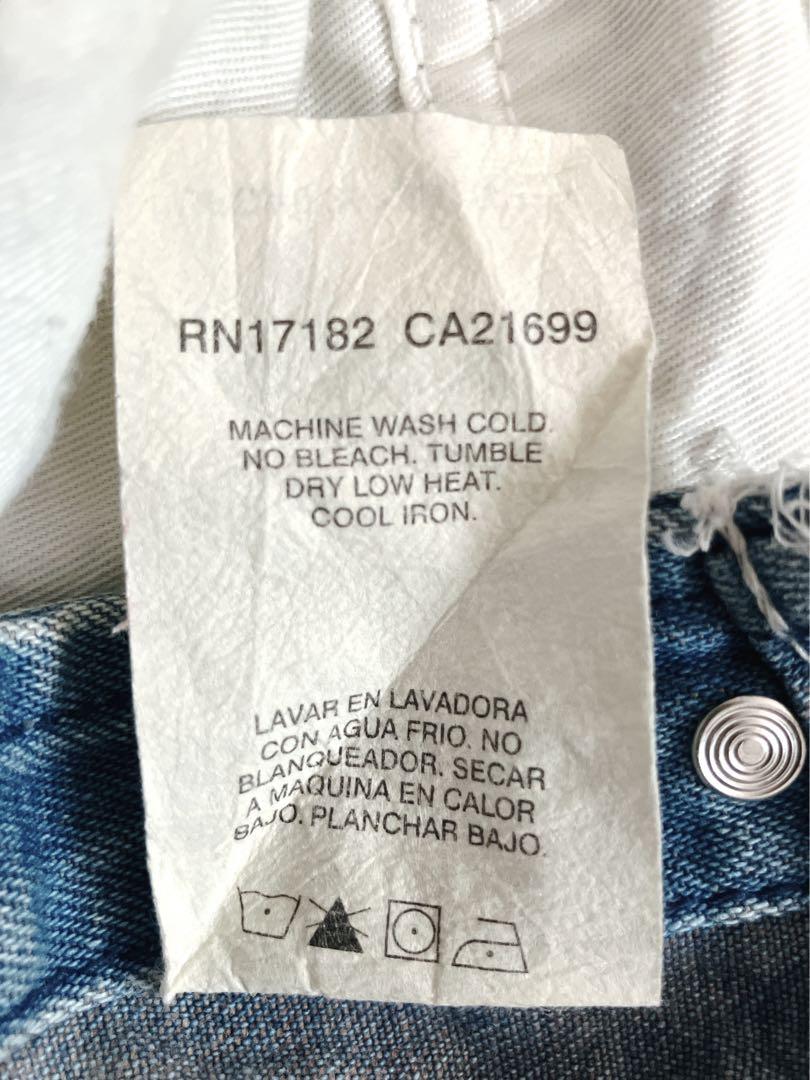 RN17182 CA21699
MACHINE WASH COLD.
NO BLEACH. TUMBLE
DRY LOW HEAT.
COOL IRON.
LAVAR EN LAVADORA
CON AGUA FRIO. NO
BLANQUEADOR. SECAR
A MAQUINA EN CALOR
BAJO. PLANCHAR BAJO.